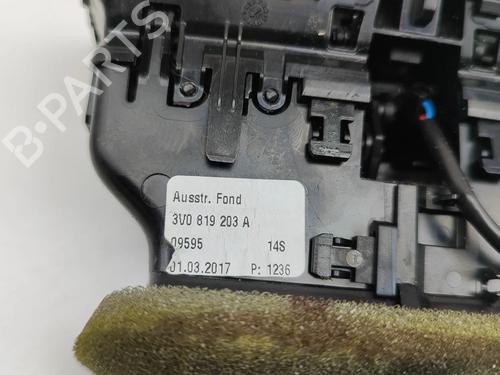 B-PARTS
Ausstr. Fond
3V0 819 203 A
09595 14S
01.03.2017 P: 1236